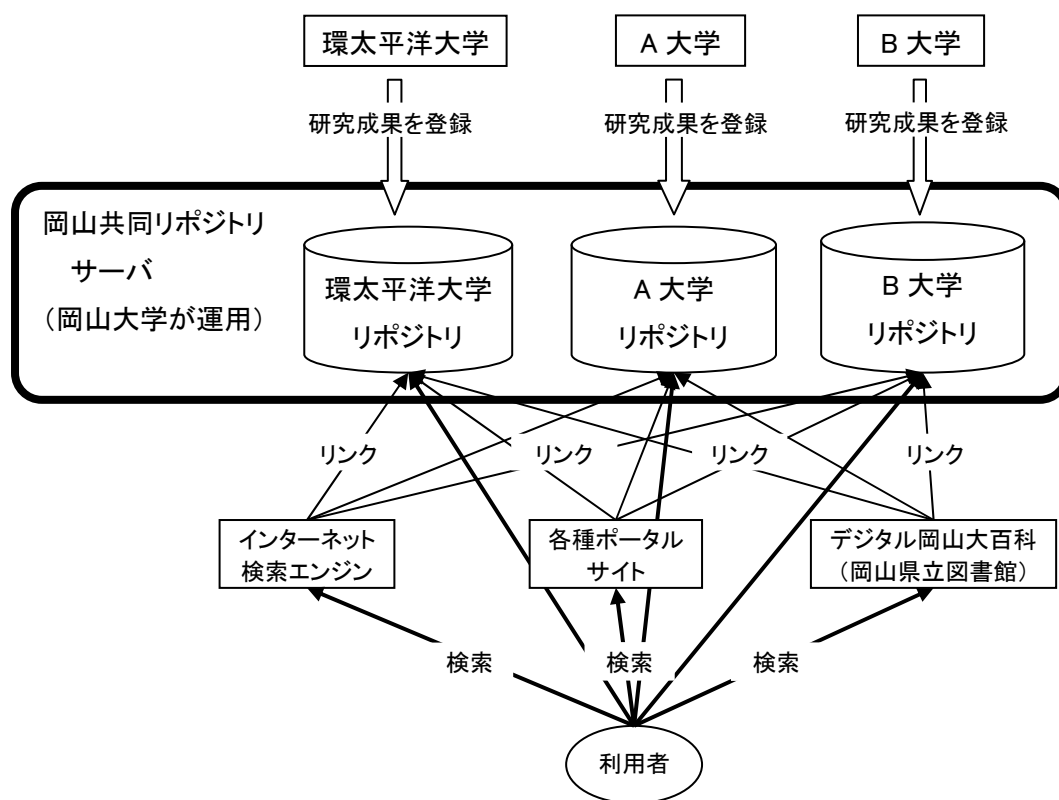 環太平洋大学
A 大学
B 大学
研究成果を登録
研究成果を登録
研究成果を登録
岡山共同リポジトリ
サーバ
(岡山大学が運用)
環太平洋大学
リポジトリ
A 大学
リポジトリ
B 大学
リポジトリ
リンク
リンク
リンク
リンク
インターネット
検索エンジン
各種ポータル
サイト
デジタル岡山大百科
(岡山県立図書館)
検索
検索
検索
利用者